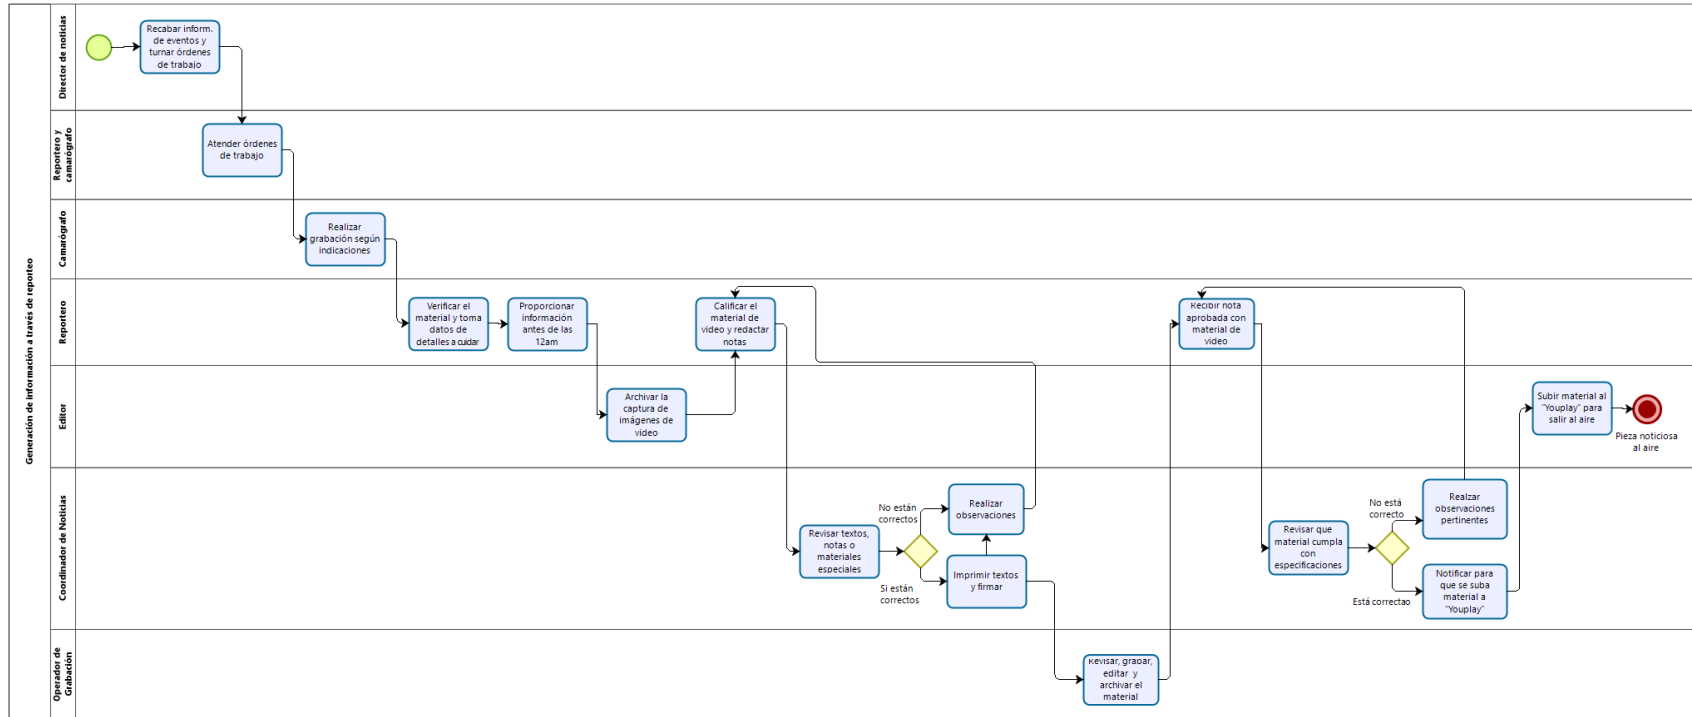 Generación de información a través de reporteo
Director de noticias
Recabar inform.
de eventos y
turnar órdenes
de trabajo
Reportero y
camarógrafo
Atender órdenes
de trabajo
Camarógrafo
Realizar
grabación según
indicaciones
Reportero
Verificar el
material y toma
datos de
detalles a cuidar
Proporcionar
información
antes de las
12am
Calificar el
material de
video y redactar
notas
Recibir nota
aprobada con
material de
video
Editor
Archivar la
captura de
imágenes de
video
Subir material al
"Youplay" para
salir al aire
Pieza noticiosa
al aire
Coordinador de Noticias
Revisar textos,
notas o
materiales
especiales
No están
correctos
Si están
correctos
Realizar
observaciones
Imprimir textos
y firmar
Revisar que
material cumpla
con
especificaciones
No está
correcto
Está correctao
Realzar
observaciones
pertinentes
Notificar para
que se suba
material a
"Youplay"
Operador de
Grabación
Revisar, grabar,
editar y
archivar el
material